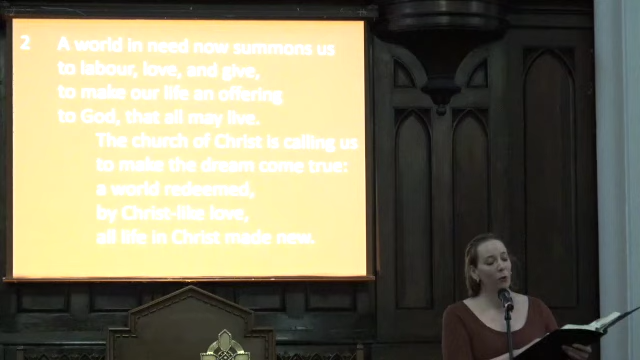 2 A world in need now summons us
to labour, love, and give,
to make our life an offering
to God, that all may live.
The church of Christ is calling us
to make the dream come true:
a world redeemed,
by Christ-like love,
all life in Christ made new.